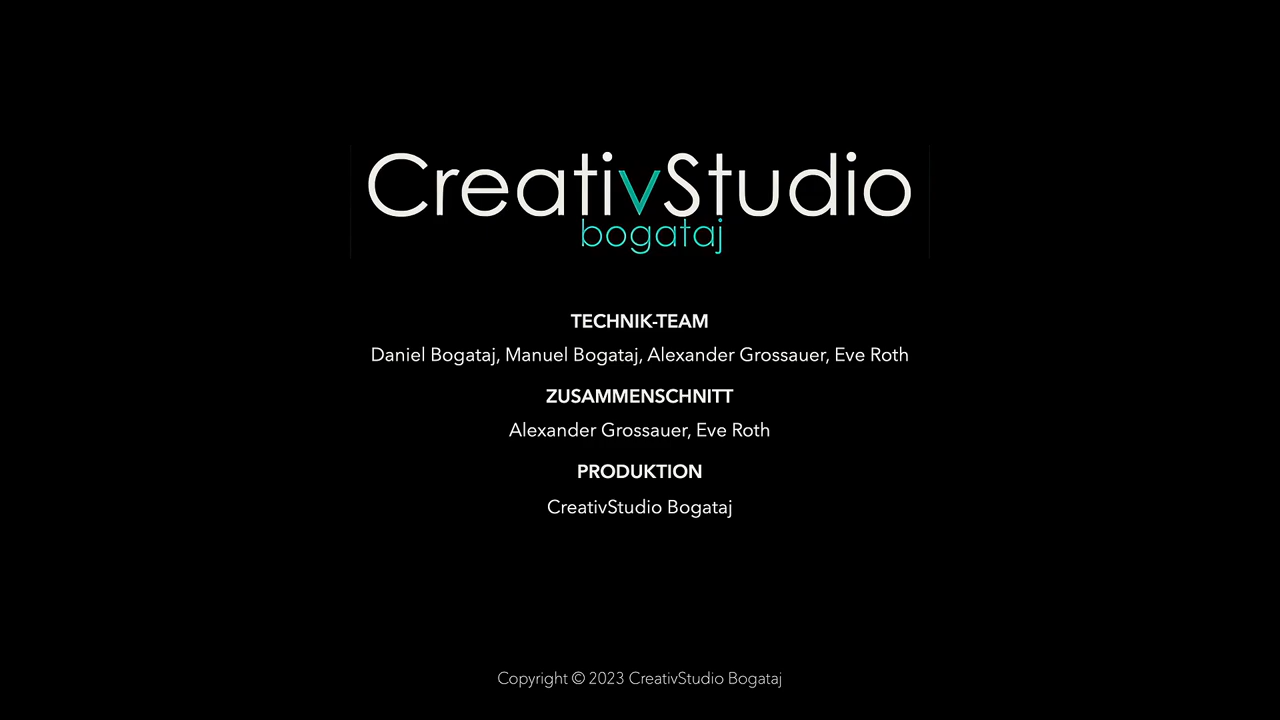 CreativStudio
bogataj
TECHNIK-TEAM
Daniel Bogataj, Manuel Bogataj, Alexander Grossauer, Eve Roth
ZUSAMMENSCHNITT
Alexander Grossauer, Eve Roth
PRODUKTION
CreativStudio Bogataj
Copyright © 2023 CreativStudio Bogataj